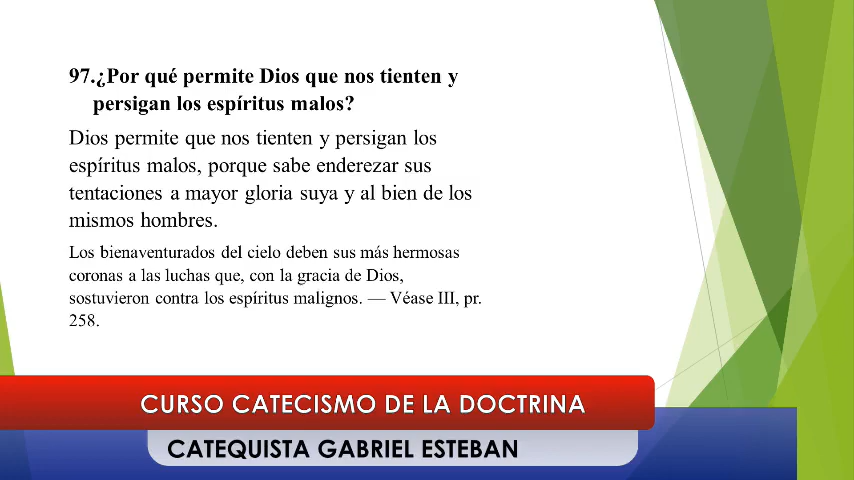 97.¿Por qué permite Dios que nos tienten y
persigan los espíritus malos?
Dios permite que nos tienten y persigan los
espíritus malos, porque sabe enderezar sus
tentaciones a mayor gloria suya y al bien de los
mismos hombres.
Los bienaventurados del cielo deben sus más hermosas
coronas a las luchas que, con la gracia de Dios,
sostuvieron contra los espíritus malignos. — Véase III, pr.
258.
CURSO CATECISMO DE LA DOCTRINA
CATEQUISTA GABRIEL ESTEBAN